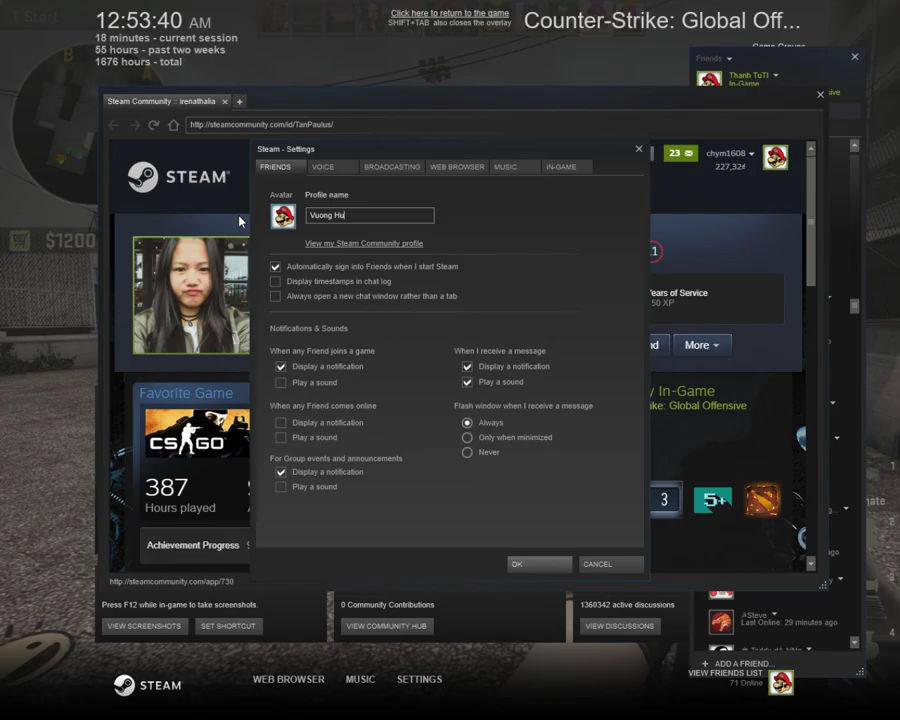 T Start
12:53:40 AM
18 minutes - current session
55 hours - past two weeks
1676 hours - total
Click here to return to the game
SHIFT+TAB also closes the overlay
Counter-Strike: Global Off...
Friends
Thanh TuTI
In-Game
Steam Community :: irenathalia
http://steamcommunity.com/id/TanPaulus/
STEAM
23
chym1608
227,32₫
$1200
B
A
Steam - Settings
FRIENDS
VOICE
BROADCASTING
WEB BROWSER
MUSIC
IN-GAME
Avatar
Profile name
Vuong Hu
View my Steam Community profile
Automatically sign into Friends when I start Steam
Display timestamps in chat log
Always open a new chat window rather than a tab
Notifications & Sounds
When any Friend joins a game
Display a notification
Play a sound
When any Friend comes online
Display a notification
Play a sound
For Group events and announcements
Display a notification
Play a sound
When I receive a message
Display a notification
Play a sound
Flash window when I receive a message
Always
Only when minimized
Never
OK
CANCEL
Years of Service
50 XP
More
y In-Game
ike: Global Offensive
3
5+
Favorite Game
CS GO
387
Hours played
Achievement Progress
http://steamcommunity.com/app/730
Press F12 while in-game to take screenshots.
VIEW SCREENSHOTS
SET SHORTCUT
0 Community Contributions
VIEW COMMUNITY HUB
1360342 active discussions
VIEW DISCUSSIONS
Steve
Last Online: 29 minutes ago
ADD A FRIEND...
VIEW FRIENDS LIST
71 Online
STEAM
WEB BROWSER
MUSIC
SETTINGS